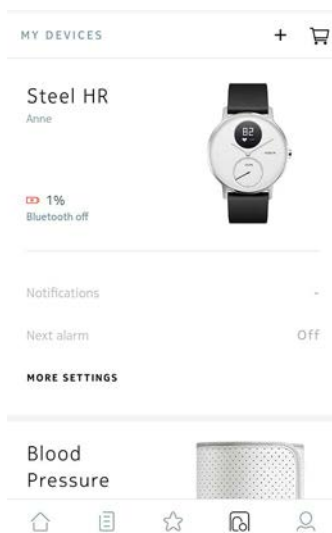 MY DEVICES +
Steel HR
Anne
82
1%
Bluetooth off
Notifications -
Next alarm Off
MORE SETTINGS
Blood
Pressure